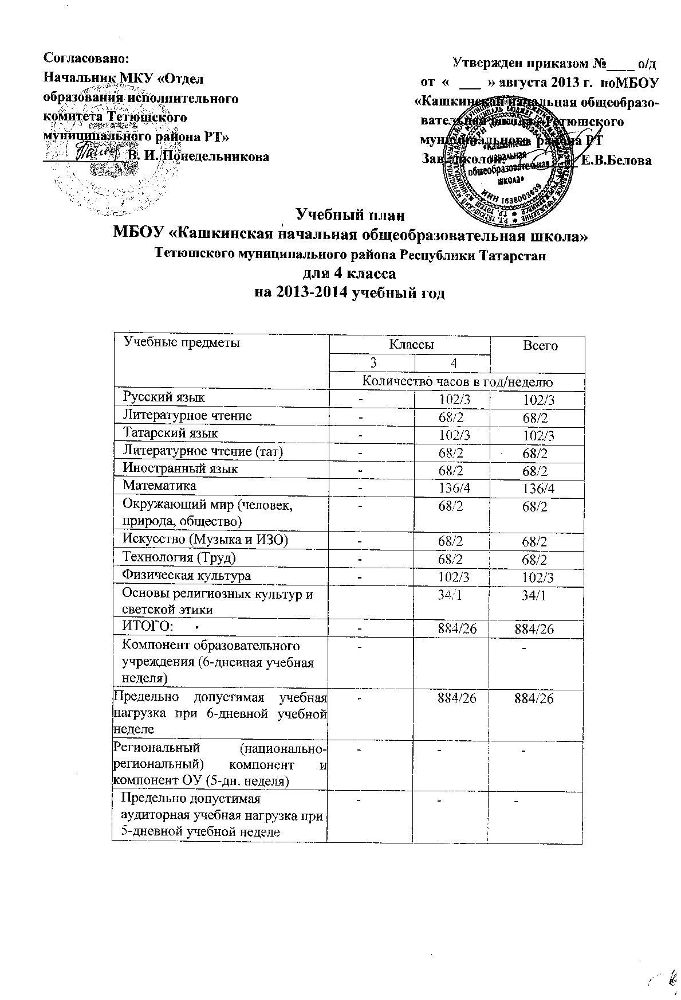 Согласовано:
Начальник МКУ «Отдел
образования исполнительного
комитета Тетюшского
муниципального района РТ»
____________В. И. Понедельникова
Утвержден приказом №____ о/д
от « ___ » августа 2013 г. поМБОУ
«Кашкинская начальная общеобразо-
вательная школа» Тетюшского
муниципального района РТ
Зав. школой: Е.В.Белова
«Кашкинская
начальная
общеобразовательная
школа»
ИНН 1638003639
Учебный план
МБОУ «Кашкинская начальная общеобразовательная школа»
Тетюшского муниципального района Республики Татарстан
для 4 класса
на 2013-2014 учебный год
Учебные предметы Классы Всего
3 4
Количество часов в год/неделю
Русский язык - 102/3 102/3
Литературное чтение - 68/2 68/2
Татарский язык - 102/3 102/3
Литературное чтение (тат) - 68/2 68/2
Иностранный язык - 68/2 68/2
Математика - 136/4 136/4
Окружающий мир (человек, - 68/2 68/2
природа, общество)
Искусство (Музыка и ИЗО) - 68/2 68/2
Технология (Труд) - 68/2 68/2
Физическая культура - 102/3 102/3
Основы религиозных культур и 34/1 34/1
светской этики
ИТОГО: - 884/26 884/26
Компонент образовательного - -
учреждения (6-дневная учебная
неделя)
Предельно допустимая учебная - 884/26 884/26
нагрузка при 6-дневной учебной
неделе
Региональный (национально- - - -
региональный) компонент и
компонент ОУ (5-дн. неделя)
Предельно допустимая - - -
аудиторная учебная нагрузка при
5-дневной учебной неделе